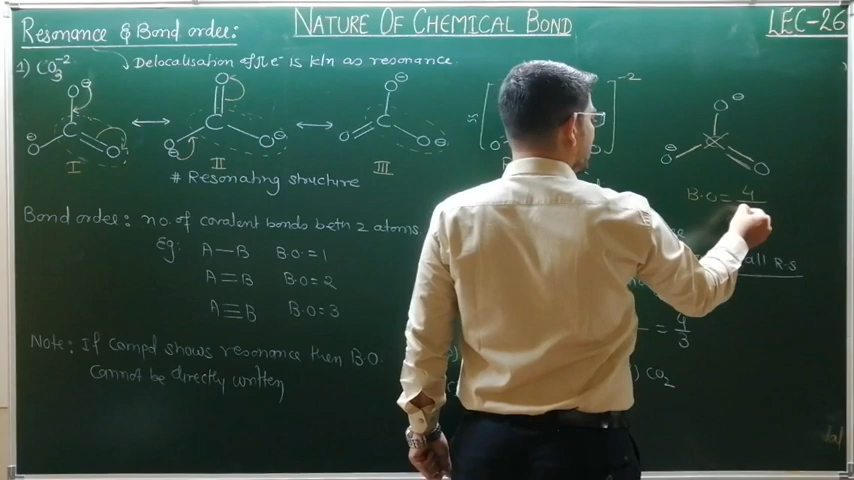 NATURE OF CHEMICAL BOND
LEC-26
Resonance & Bond order:
1) CO₃⁻²
Delocalisation of π e⁻ is k/n as resonance.
O⊖
C
⊖O
O
I
↔
O
C
O⊖
O⊖
II
↔
O⊖
C
O
O⊖
III
# Resonating structure
≈ [
]⁻²
O
O⊖
⊖O
O
B.O = 4
all R.S
= 4/3
) CO₂
Bond order: no. of covalent bonds betn 2 atoms.
Eg: A—B B.O.=1
A=B B.O=2
A≡B B.O=3
Note: If compd shows resonance then B.O.
Cannot be directly written